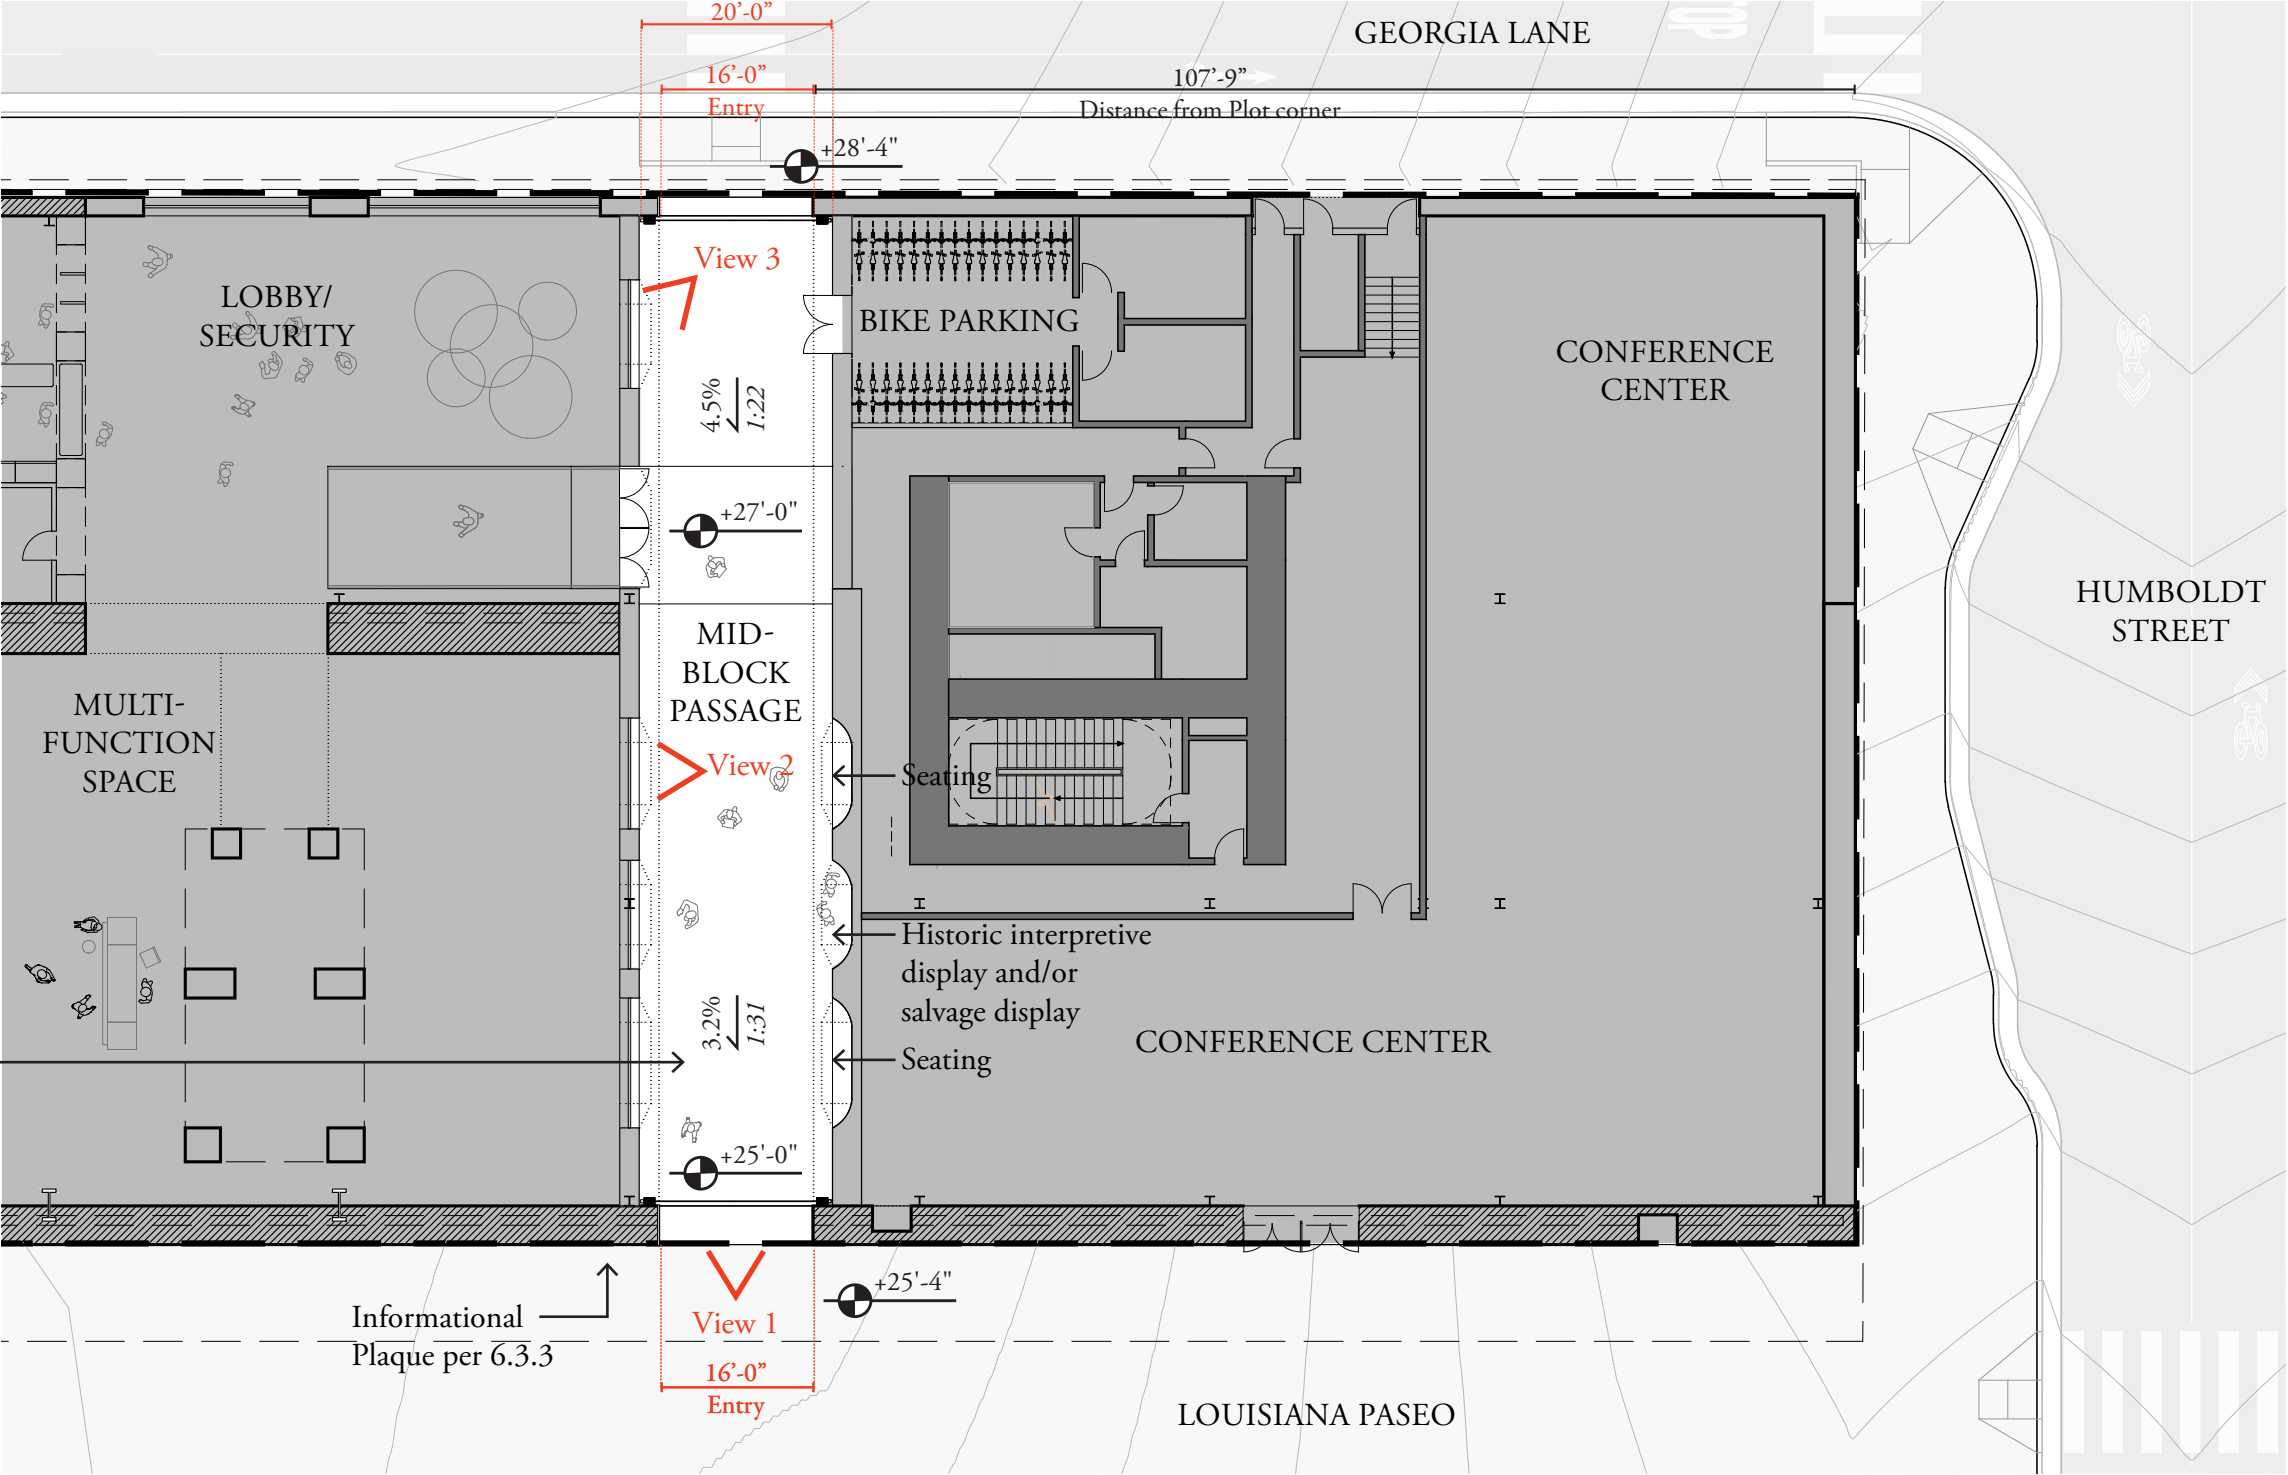 20’-0”
GEORGIA LANE
16’-0”
Entry
107’-9”
Distance from Plot corner
+28'-4"
View 3
LOBBY/
SECURITY
BIKE PARKING
CONFERENCE
CENTER
4.5%
1:22
+27'-0"
HUMBOLDT
STREET
MID-
BLOCK
PASSAGE
MULTI-
FUNCTION
SPACE
View 2
Seating
Historic interpretive
display and/or
salvage display
3.2%
1:31
CONFERENCE CENTER
Seating
+25'-0"
+25'-4"
Informational
Plaque per 6.3.3
View 1
16’-0”
Entry
LOUISIANA PASEO